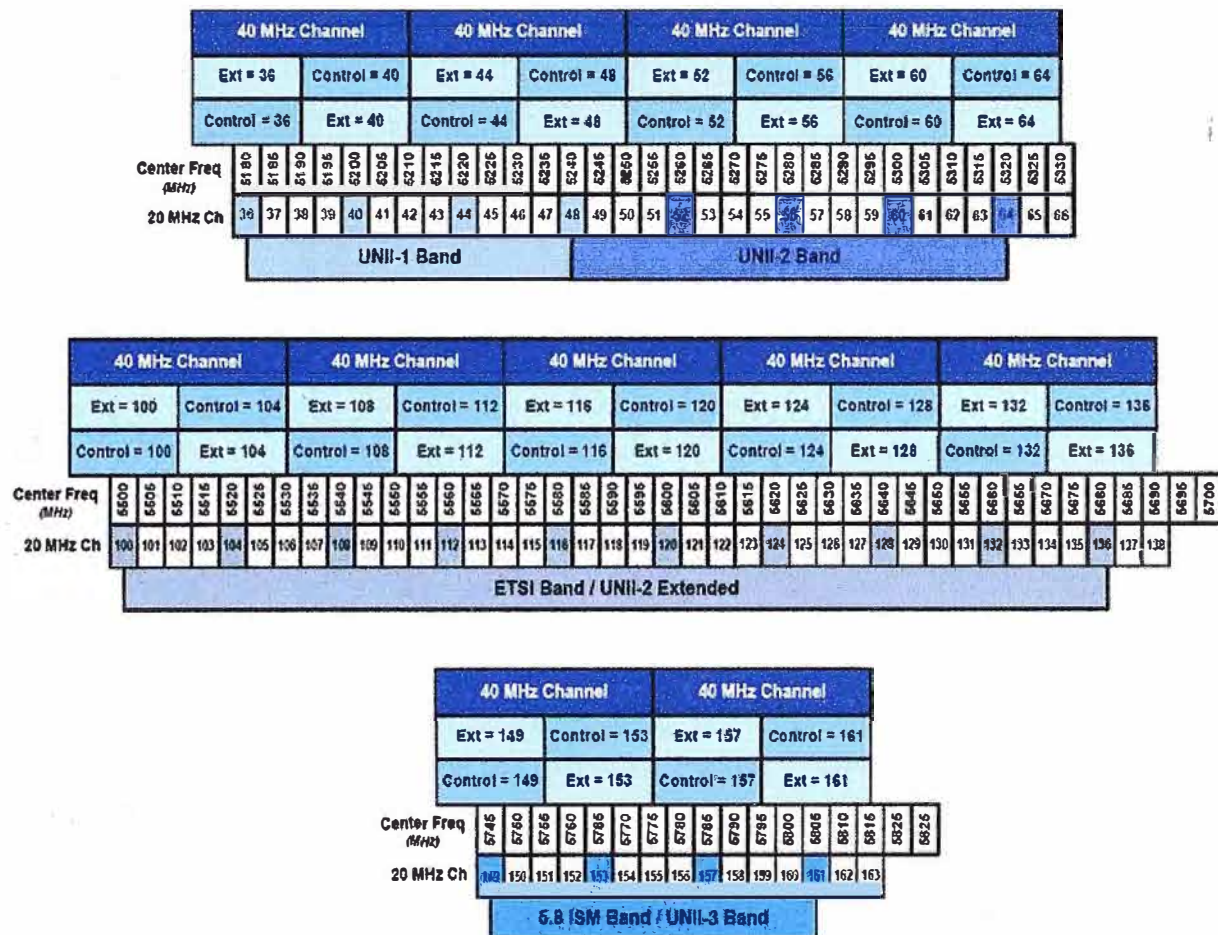 40 MHz Channel 40 MHz Channel 40 MHz Channel 40 MHz Channel
Ext = 36 Control = 40 Ext = 44 Control = 48 Ext = 52 Control = 56 Ext = 60 Control = 64
Control = 36 Ext = 40 Control = 44 Ext = 48 Control = 52 Ext = 56 Control = 60 Ext = 64
Center Freq 5180 5185 5190 5195 5200 5205 5210 5215 5220 5225 5230 5235 5240 5245 5250 5255 5260 5265 5270 5275 5280 5285 5290 5295 5300 5305 5310 5315 5320 5325 5330
(MHz)
20 MHz Ch 36 37 38 39 40 41 42 43 44 45 46 47 48 49 50 51 52 53 54 55 56 57 58 59 60 61 62 63 64 65 66
UNII-1 Band UNII-2 Band
40 MHz Channel 40 MHz Channel 40 MHz Channel 40 MHz Channel 40 MHz Channel
Ext = 100 Control = 104 Ext = 108 Control = 112 Ext = 116 Control = 120 Ext = 124 Control = 128 Ext = 132 Control = 136
Control = 100 Ext = 104 Control = 108 Ext = 112 Control = 116 Ext = 120 Control = 124 Ext = 128 Control = 132 Ext = 136
Center Freq 5500 5505 5510 5515 5520 5525 5530 5535 5540 5545 5550 5555 5560 5565 5570 5575 5580 5585 5590 5595 5600 5605 5610 5615 5620 5625 5630 5635 5640 5645 5650 5655 5660 5665 5670 5675 5680 5685 5690 5695 5700
(MHz)
20 MHz Ch 100 101 102 103 104 105 106 107 108 109 110 111 112 113 114 115 116 117 118 119 120 121 122 123 124 125 126 127 128 129 130 131 132 133 134 135 136 137 138
ETSI Band / UNII-2 Extended
40 MHz Channel 40 MHz Channel
Ext = 149 Control = 153 Ext = 157 Control = 161
Control = 149 Ext = 153 Control = 157 Ext = 161
Center Freq 5745 5750 5755 5760 5765 5770 5775 5780 5785 5790 5795 5800 5805 5810 5815 5825 5825
(MHz)
20 MHz Ch 149 150 151 152 153 154 155 156 157 158 159 160 161 162 163
5.8 ISM Band / UNII-3 Band